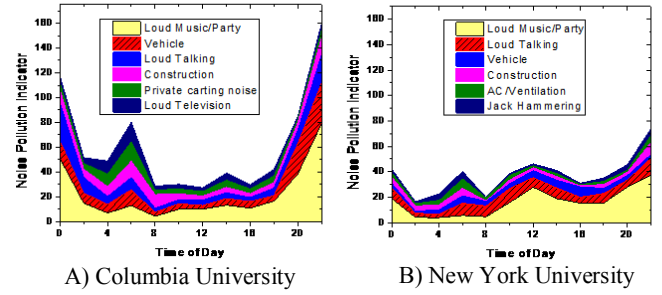 Noise Pollution Indicator
160
140
120
100
80
60
40
20
0
Loud Music/Party
Vehicle
Loud Talking
Construction
Private carting noise
Loud Television
0 4 8 12 16 20
Time of Day
A) Columbia University
Noise Pollution Indicator
160
140
120
100
80
60
40
20
0
Loud Music/Party
Loud Talking
Vehicle
Construction
AC/Ventilation
Jack Hammering
0 4 8 12 16 20
Time of Day
B) New York University